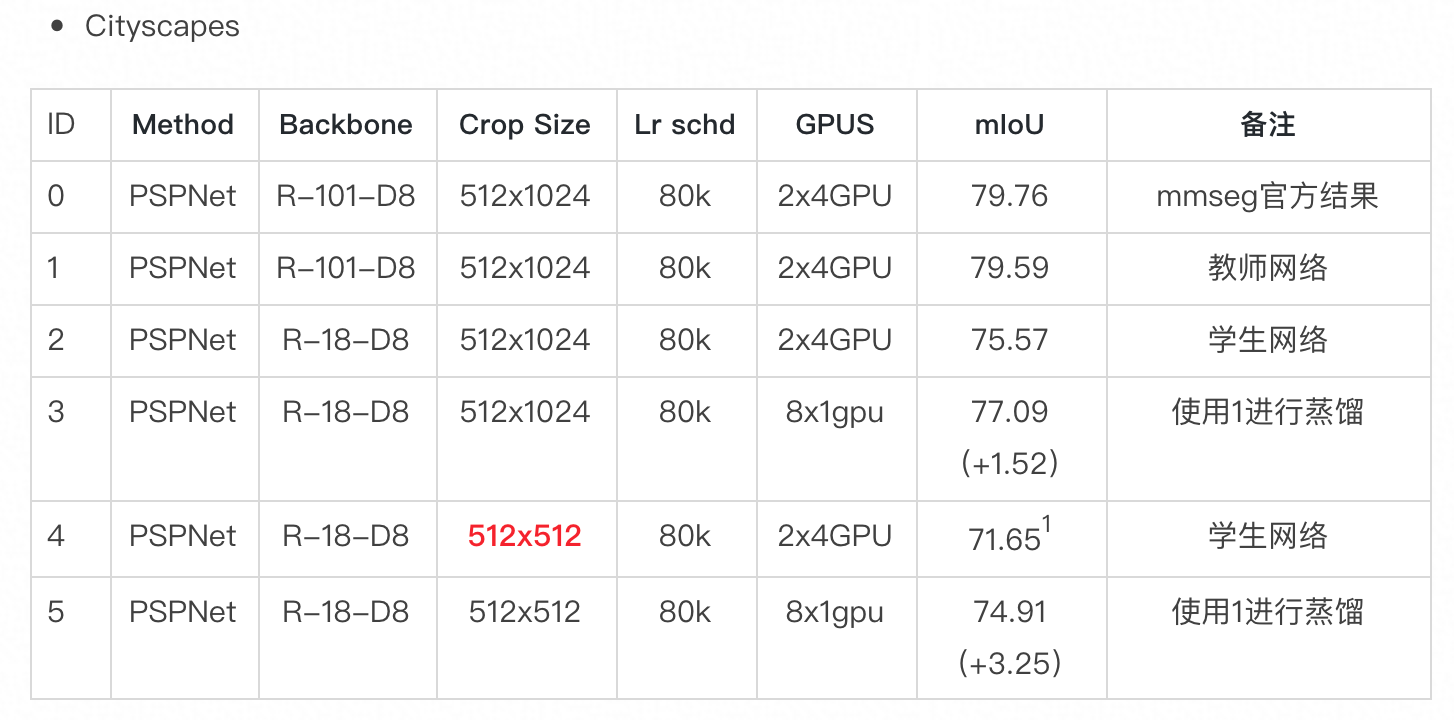 • Cityscapes
ID Method Backbone Crop Size Lr schd GPUS mIoU 备注
0 PSPNet R-101-D8 512x1024 80k 2x4GPU 79.76 mmseg官方结果
1 PSPNet R-101-D8 512x1024 80k 2x4GPU 79.59 教师网络
2 PSPNet R-18-D8 512x1024 80k 2x4GPU 75.57 学生网络
3 PSPNet R-18-D8 512x1024 80k 8x1gpu 77.09 使用1进行蒸馏
(+1.52)
4 PSPNet R-18-D8 512x512 80k 2x4GPU 71.65¹ 学生网络
5 PSPNet R-18-D8 512x512 80k 8x1gpu 74.91 使用1进行蒸馏
(+3.25)